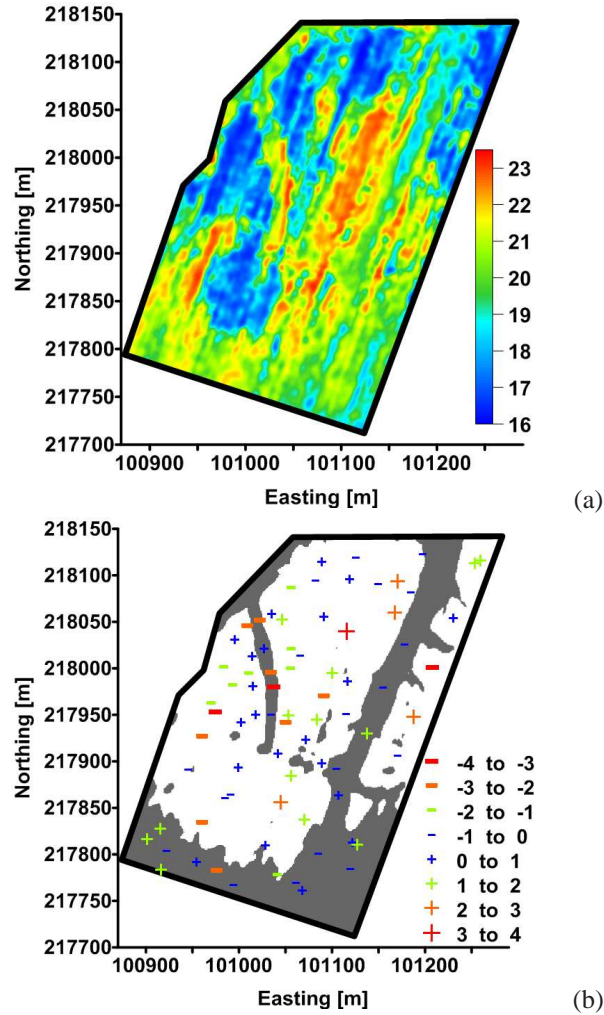 218150
218100
218050
218000
217950
217900
217850
217800
217750
217700
Northing [m]
23
22
21
20
19
18
17
16
100900 101000 101100 101200
Easting [m]
(a)
218150
218100
218050
218000
217950
217900
217850
217800
217750
217700
Northing [m]
-4 to -3
-3 to -2
-2 to -1
-1 to 0
0 to 1
1 to 2
2 to 3
3 to 4
100900 101000 101100 101200
Easting [m]
(b)